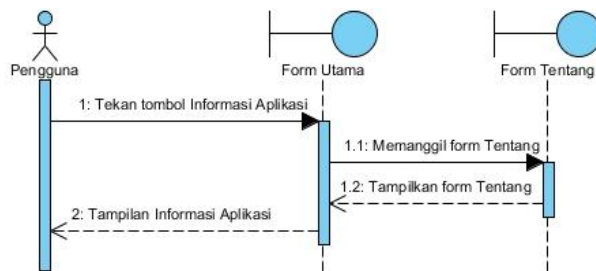 Pengguna
Form Utama
Form Tentang
1: Tekan tombol Informasi Aplikasi
1.1: Memanggil form Tentang
1.2: Tampilkan form Tentang
2: Tampilan Informasi Aplikasi